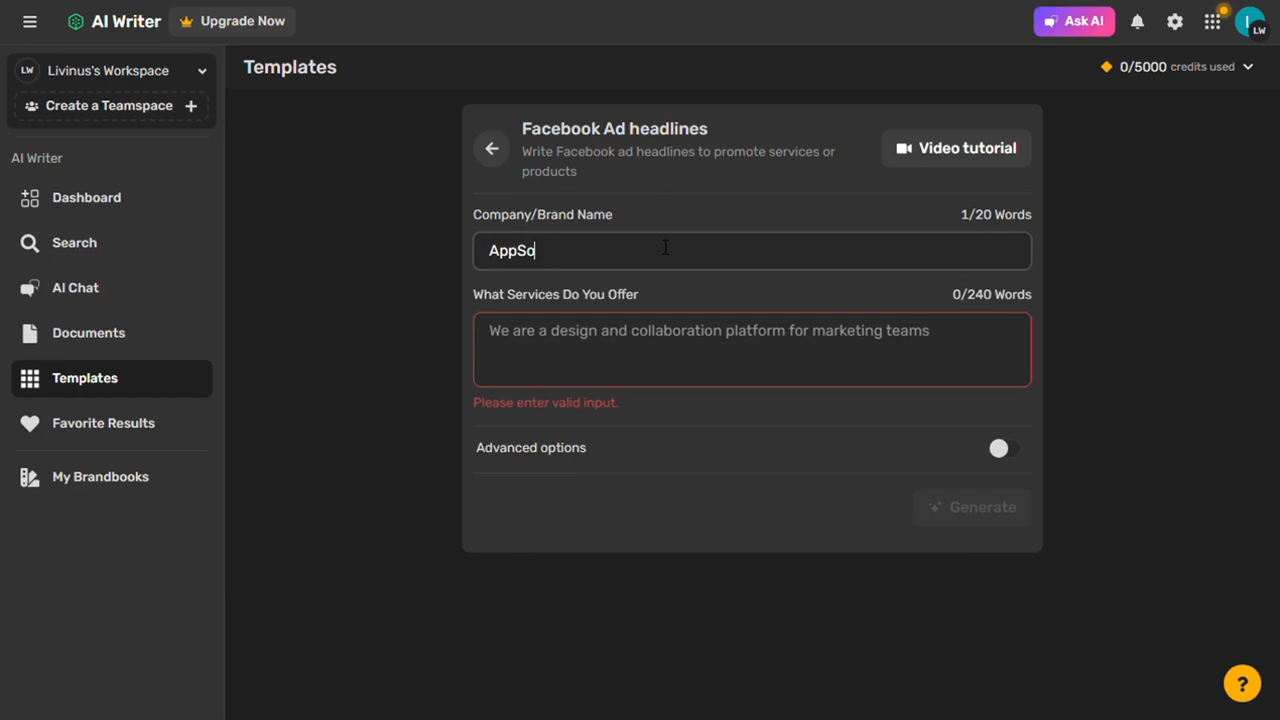 AI Writer
Upgrade Now
Ask AI
LW
LW
Livinus's Workspace
Create a Teamspace +
Templates
0/5000 credits used
AI Writer
Dashboard
Search
AI Chat
Documents
Templates
Favorite Results
My Brandbooks
Facebook Ad headlines
Write Facebook ad headlines to promote services or
products
Video tutorial
Company/Brand Name
1/20 Words
AppSo
What Services Do You Offer
0/240 Words
We are a design and collaboration platform for marketing teams
Please enter valid input.
Advanced options
Generate
?